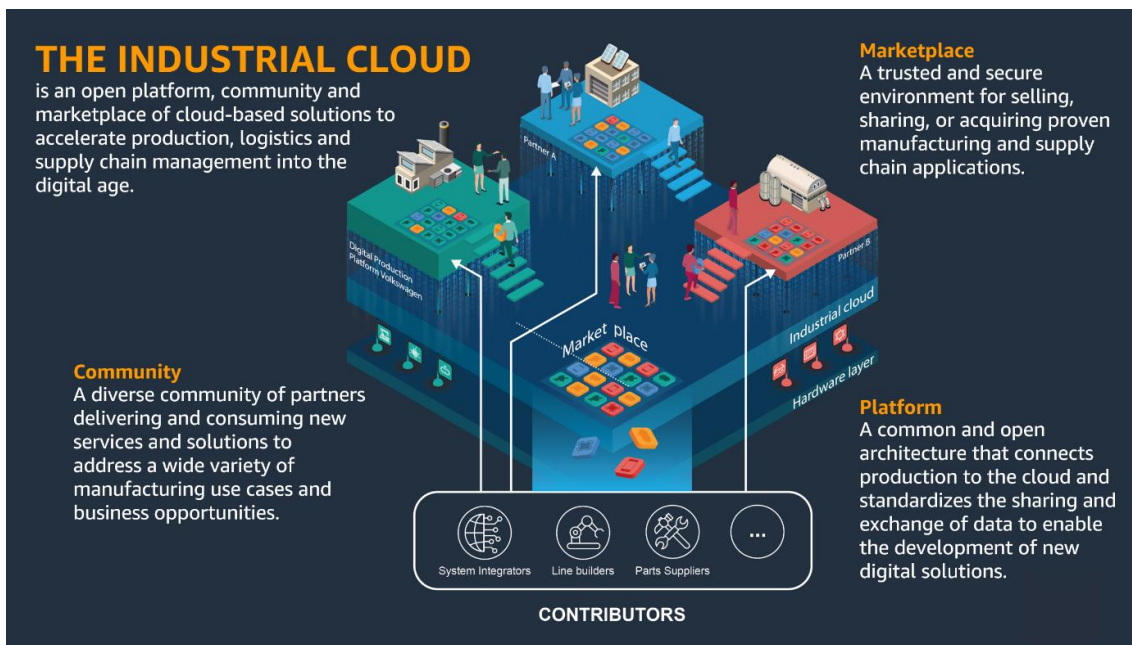 THE INDUSTRIAL CLOUD
is an open platform, community and
marketplace of cloud-based solutions to
accelerate production, logistics and
supply chain management into the
digital age.
Marketplace
A trusted and secure
environment for selling,
sharing, or acquiring proven
manufacturing and supply
chain applications.
Partner A
Digital Production
Platform Volkswagen
Partner B
Industrial cloud
Hardware layer
Market place
Community
A diverse community of partners
delivering and consuming new
services and solutions to
address a wide variety of
manufacturing use cases and
business opportunities.
Platform
A common and open
architecture that connects
production to the cloud and
standardizes the sharing and
exchange of data to enable
the development of new
digital solutions.
System Integrators
Line builders
Parts Suppliers
...
CONTRIBUTORS